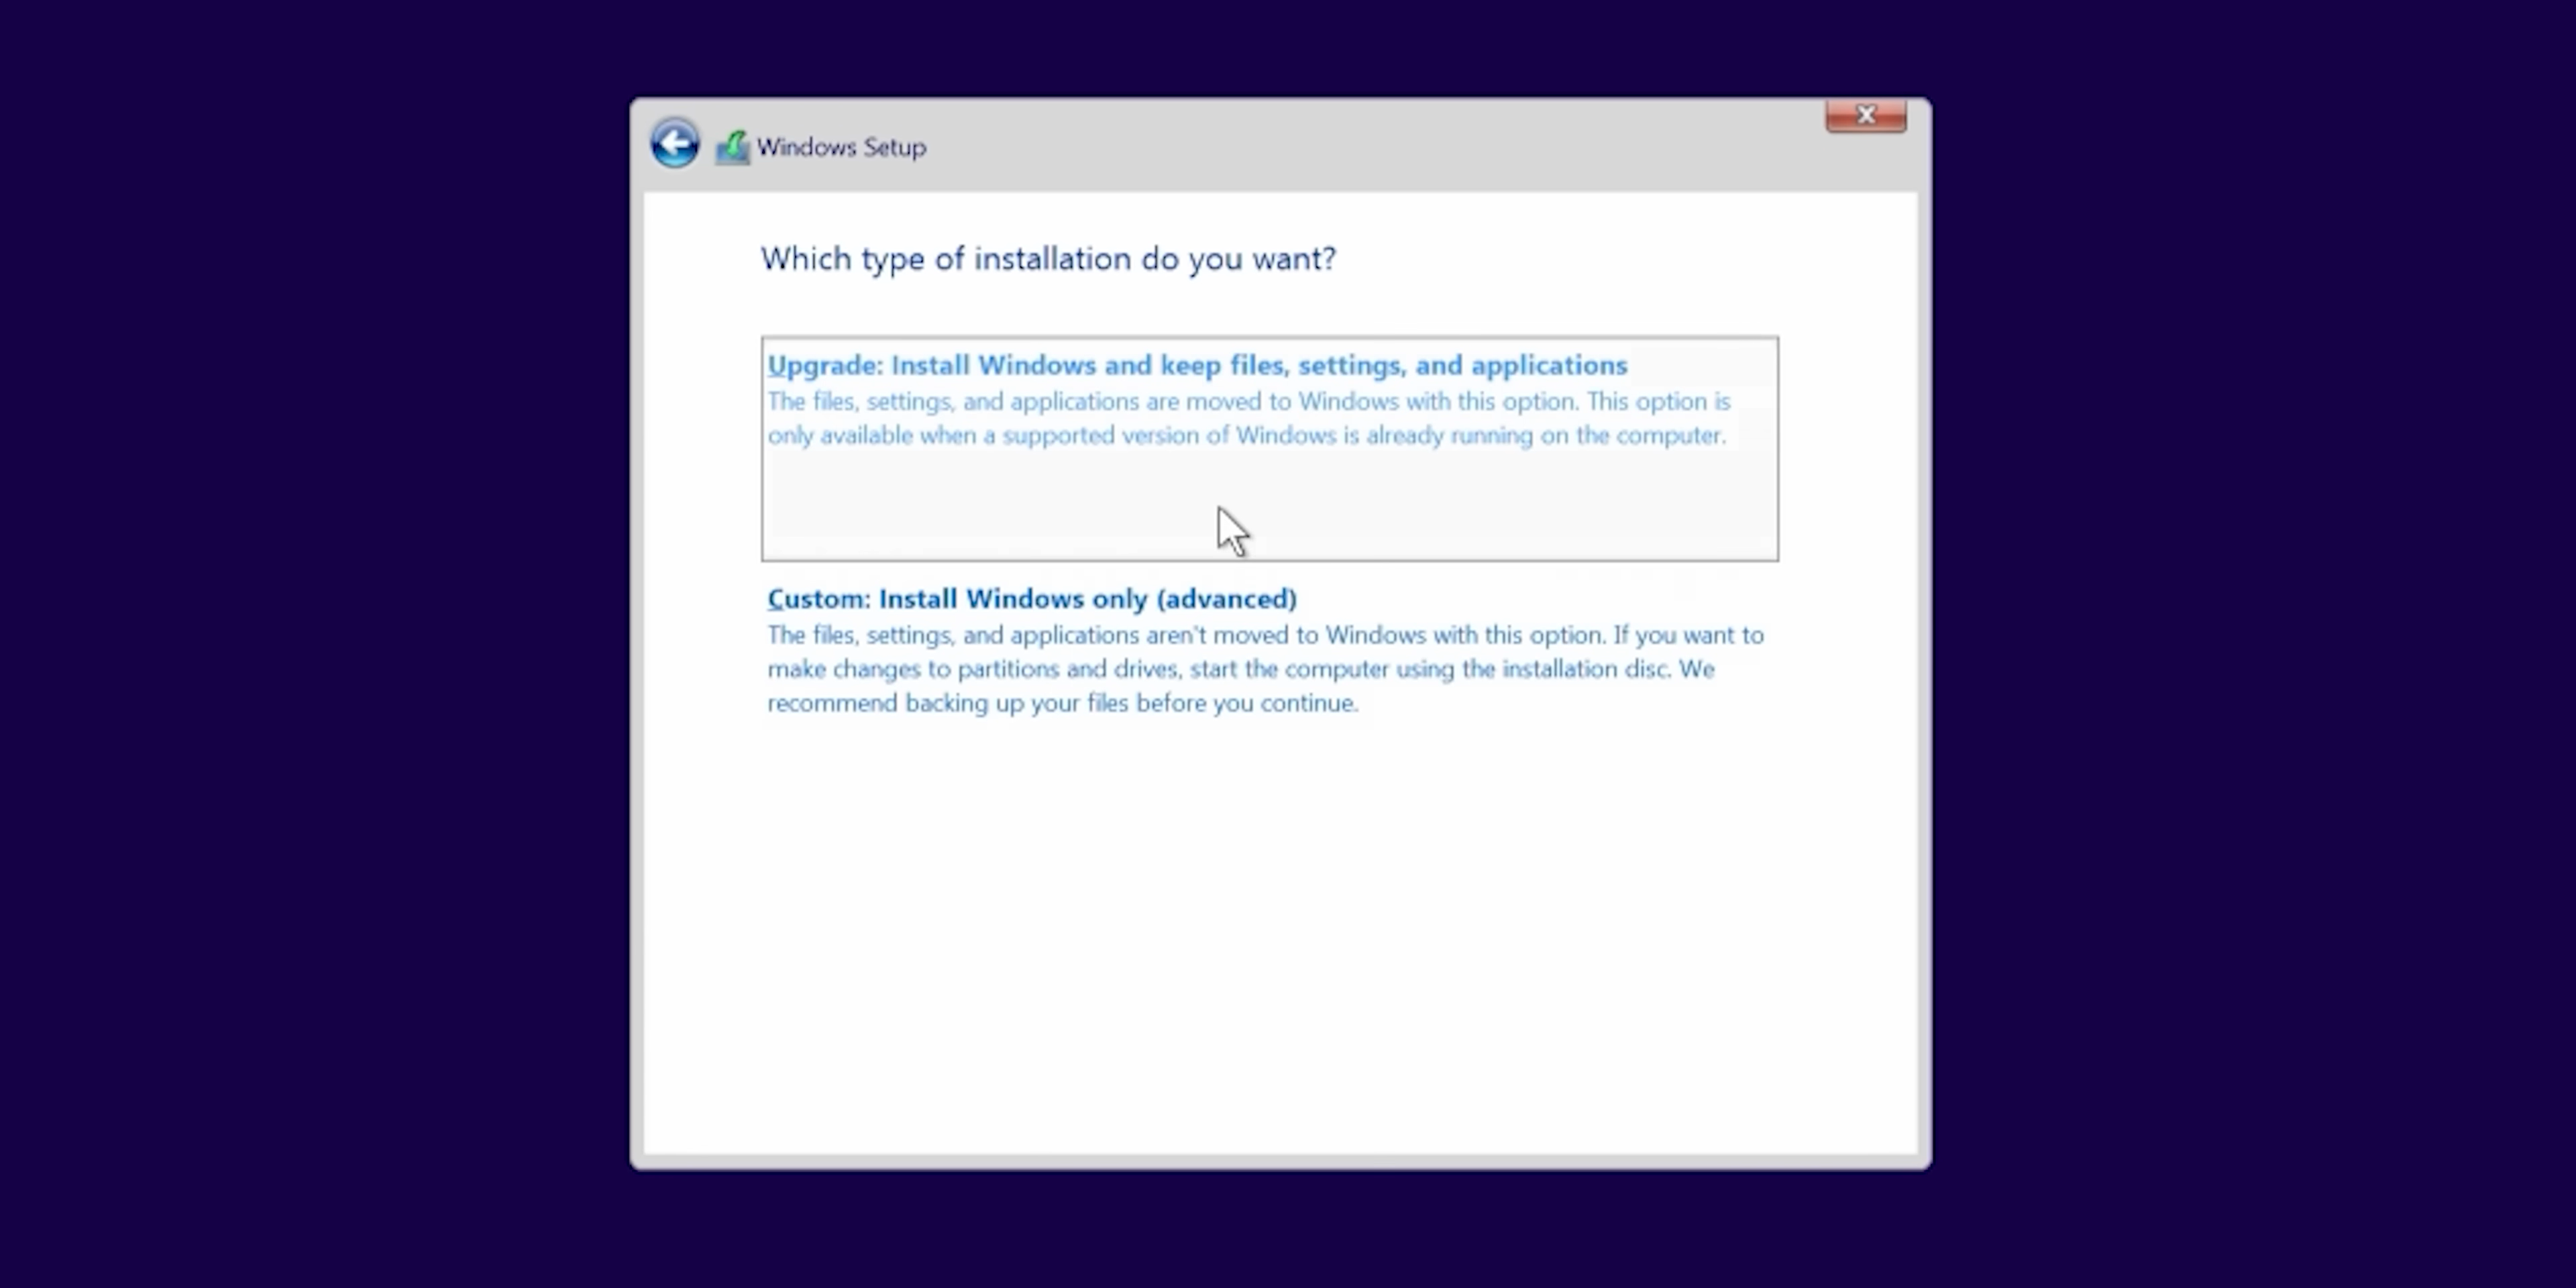 Windows Setup
Which type of installation do you want?
Upgrade: Install Windows and keep files, settings, and applications
The files, settings, and applications are moved to Windows with this option. This option is
only available when a supported version of Windows is already running on the computer.
Custom: Install Windows only (advanced)
The files, settings, and applications aren't moved to Windows with this option. If you want to
make changes to partitions and drives, start the computer using the installation disc. We
recommend backing up your files before you continue.